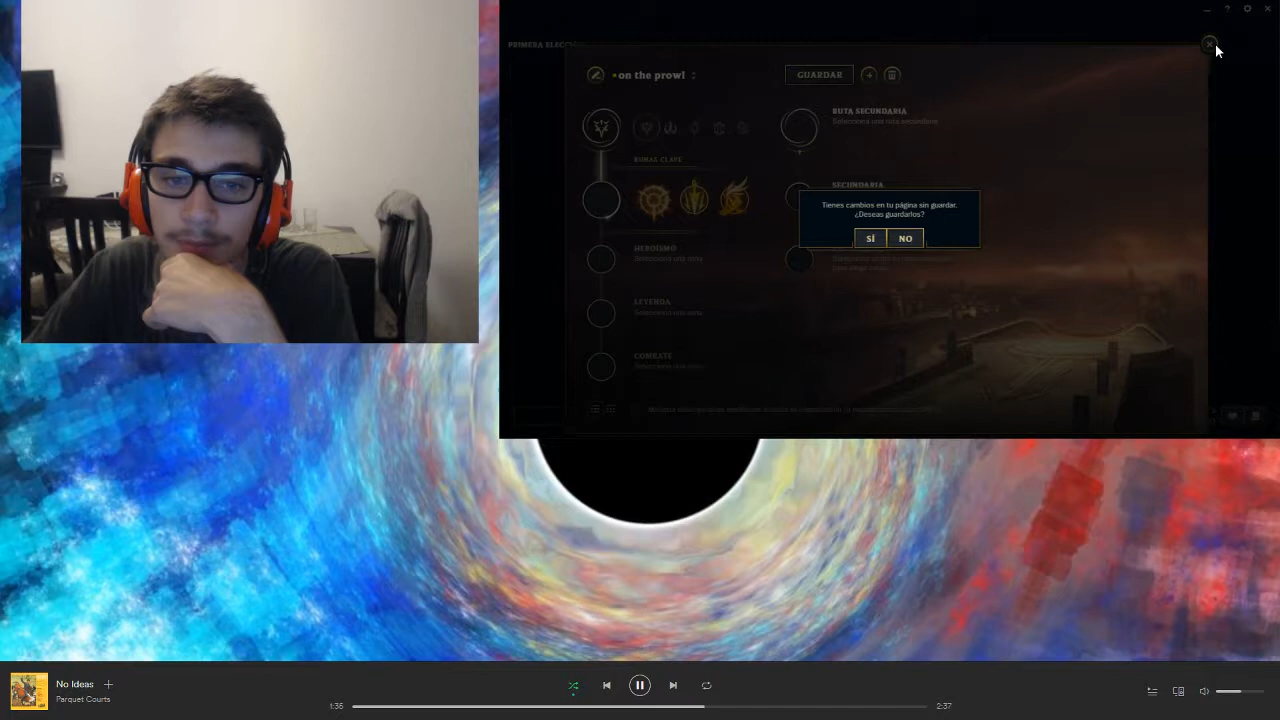 PRIMERA ELECCIÓN
on the prowl
GUARDAR
RUTA SECUNDARIA
Selecciona una ruta secundaria
RUNAS CLAVE
SECUNDARIA
Tienes cambios en tu página sin guardar.
¿Deseas guardarlos?
SÍ
NO
HEROÍSMO
Selecciona una runa
LEYENDA
Selecciona una runa
COMBATE
Selecciona una runa
No Ideas
Parquet Courts
1:35
2:37